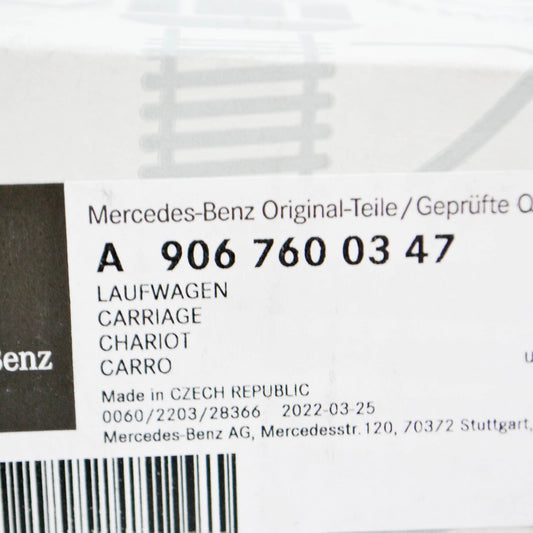 Mercedes-Benz Original-Teile/Geprüfte Q
A 906 760 03 47
LAUFWAGEN
CARRIAGE
CHARIOT
CARRO
Benz
u
Made in CZECH REPUBLIC
0060/2203/28366 2022-03-25
Mercedes-Benz AG, Mercedesstr.120, 70372 Stuttgart,